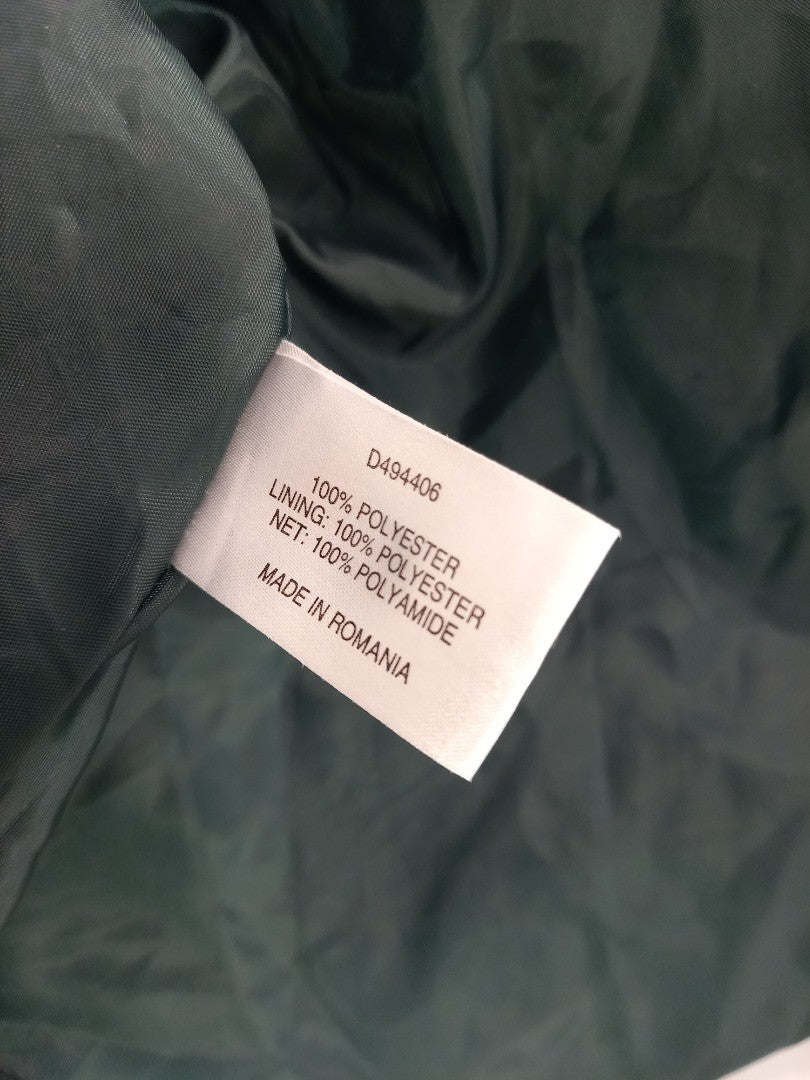 D494406
100% POLYESTER
LINING: 100% POLYESTER
NET: 100% POLYAMIDE
MADE IN ROMANIA